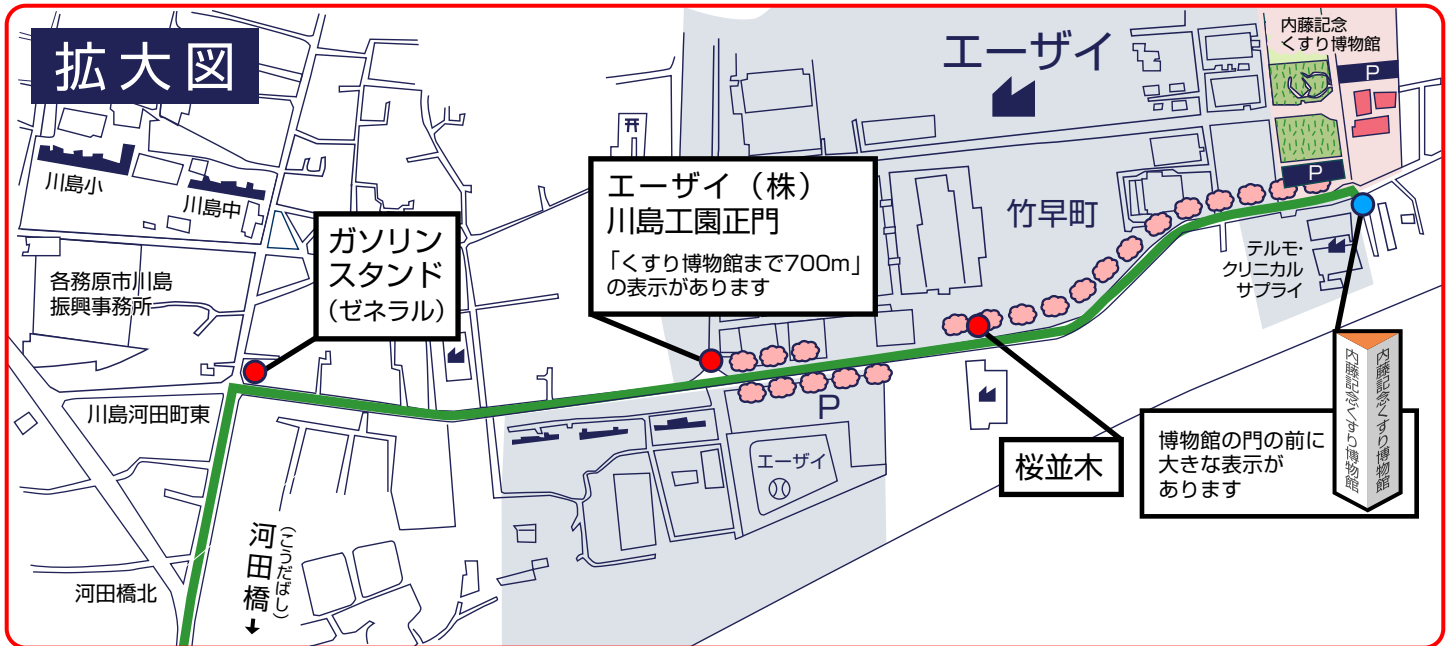 拡大図
エーザイ
内藤記念
くすり博物館
P
P
川島小
川島中
各務原市川島
振興事務所
ガソリン
スタンド
(ゼネラル)
エーザイ（株）
川島工園正門
「くすり博物館まで700m」
の表示があります
竹早町
テルモ・
クリニカル
サプライ
川島河田町東
P
エーザイ
桜並木
博物館の門の前に
大きな表示が
あります
内藤記念くすり博物館
内藤記念くすり博物館
河田橋
(こうだばし)
↓
河田橋北